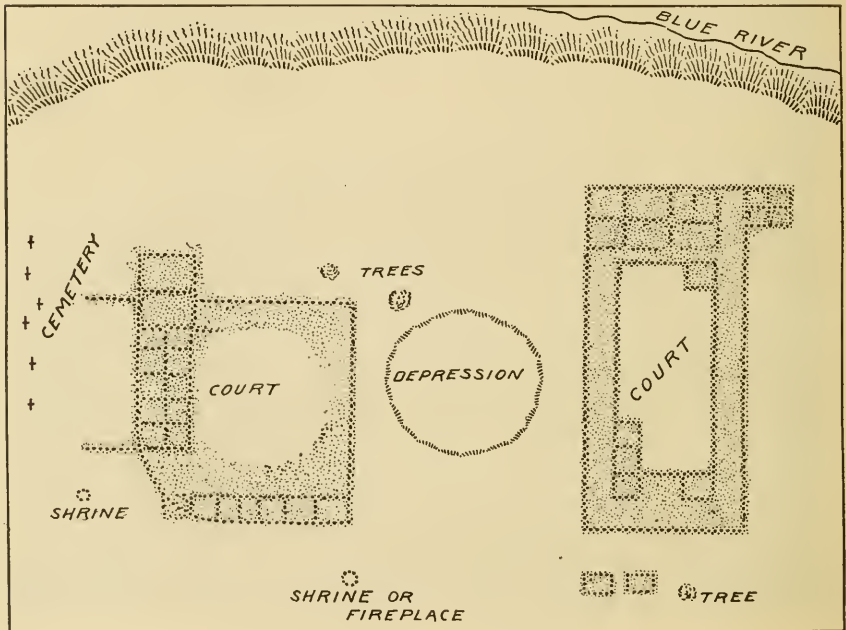 BLUE RIVER
CEMETERY
TREES
COURT
DEPRESSION
COURT
SHRINE
SHRINE OR
FIREPLACE
TREE